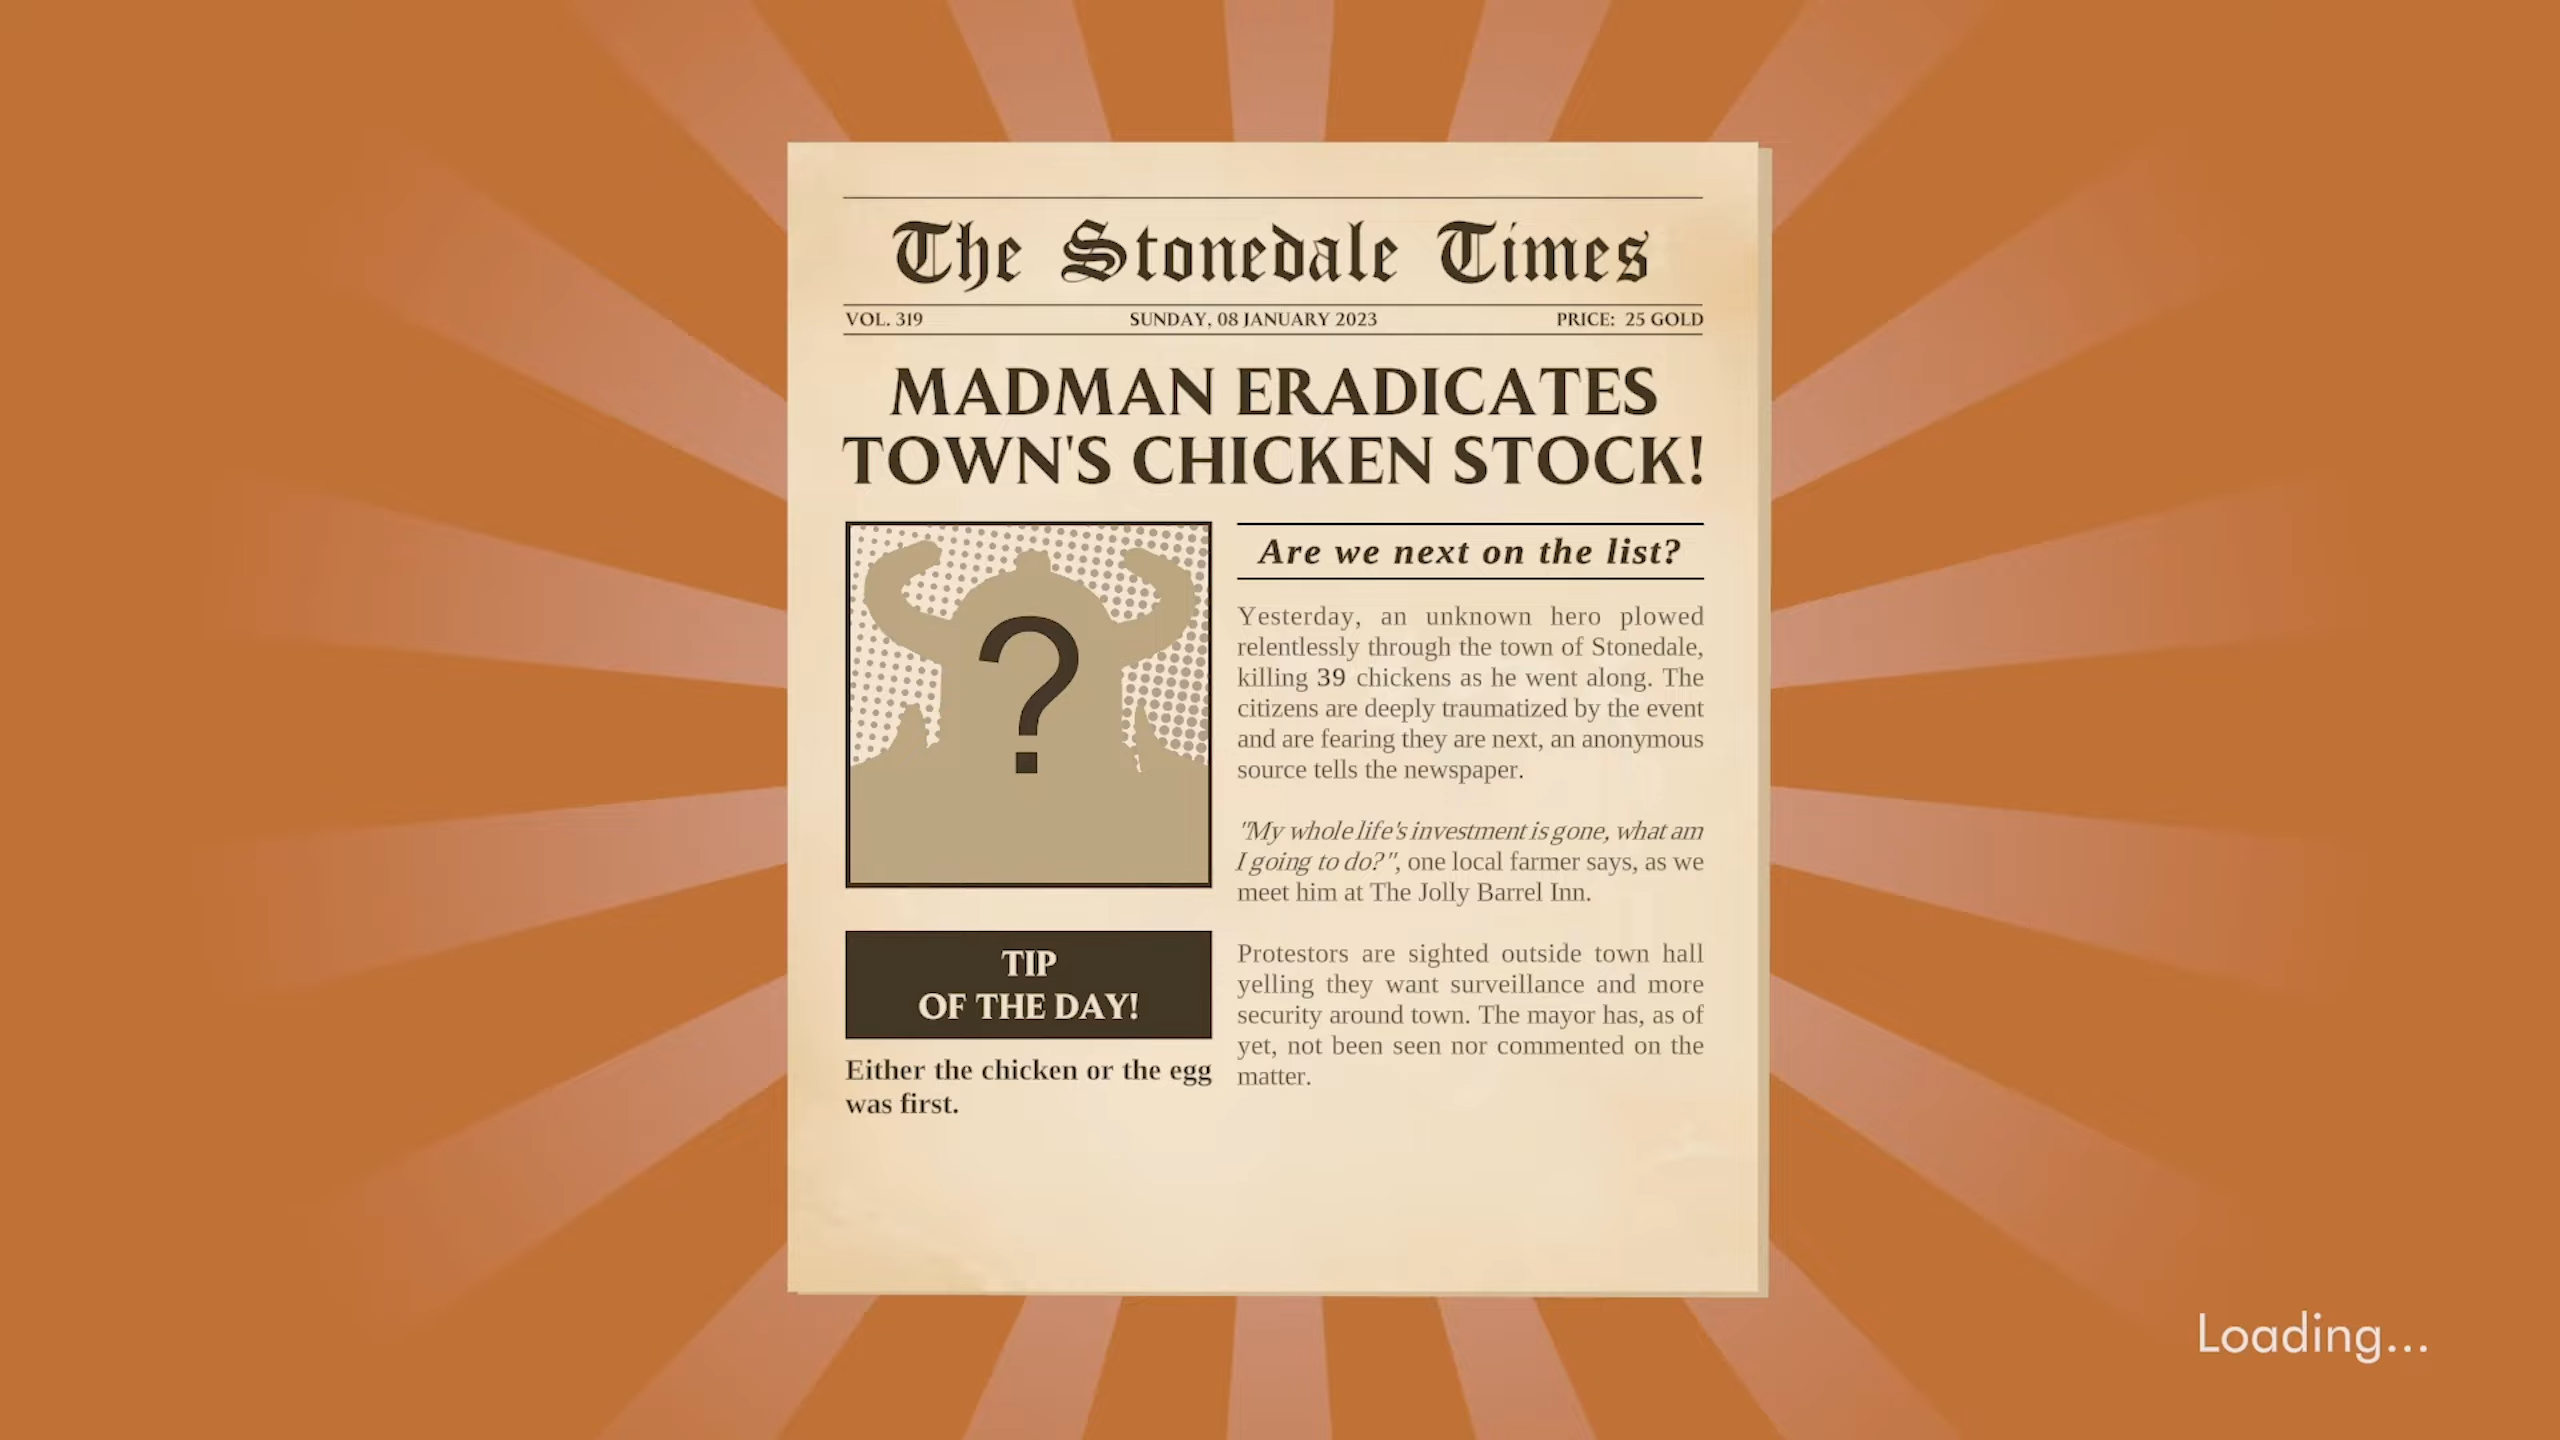 The Stonedale Times
VOL. 319 SUNDAY, 08 JANUARY 2023 PRICE: 25 GOLD
MADMAN ERADICATES
TOWN'S CHICKEN STOCK!
?
TIP
OF THE DAY!
Either the chicken or the egg
was first.
Are we next on the list?
Yesterday, an unknown hero plowed
relentlessly through the town of Stonedale,
killing 39 chickens as he went along. The
citizens are deeply traumatized by the event
and are fearing they are next, an anonymous
source tells the newspaper.
"My whole life's investment is gone, what am
I going to do?", one local farmer says, as we
meet him at The Jolly Barrel Inn.
Protestors are sighted outside town hall
yelling they want surveillance and more
security around town. The mayor has, as of
yet, not been seen nor commented on the
matter.
Loading...